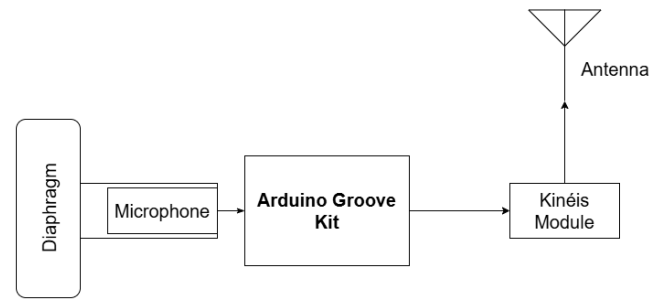 Antenna
Diaphragm
Microphone
Arduino Groove
Kit
Kinéis
Module